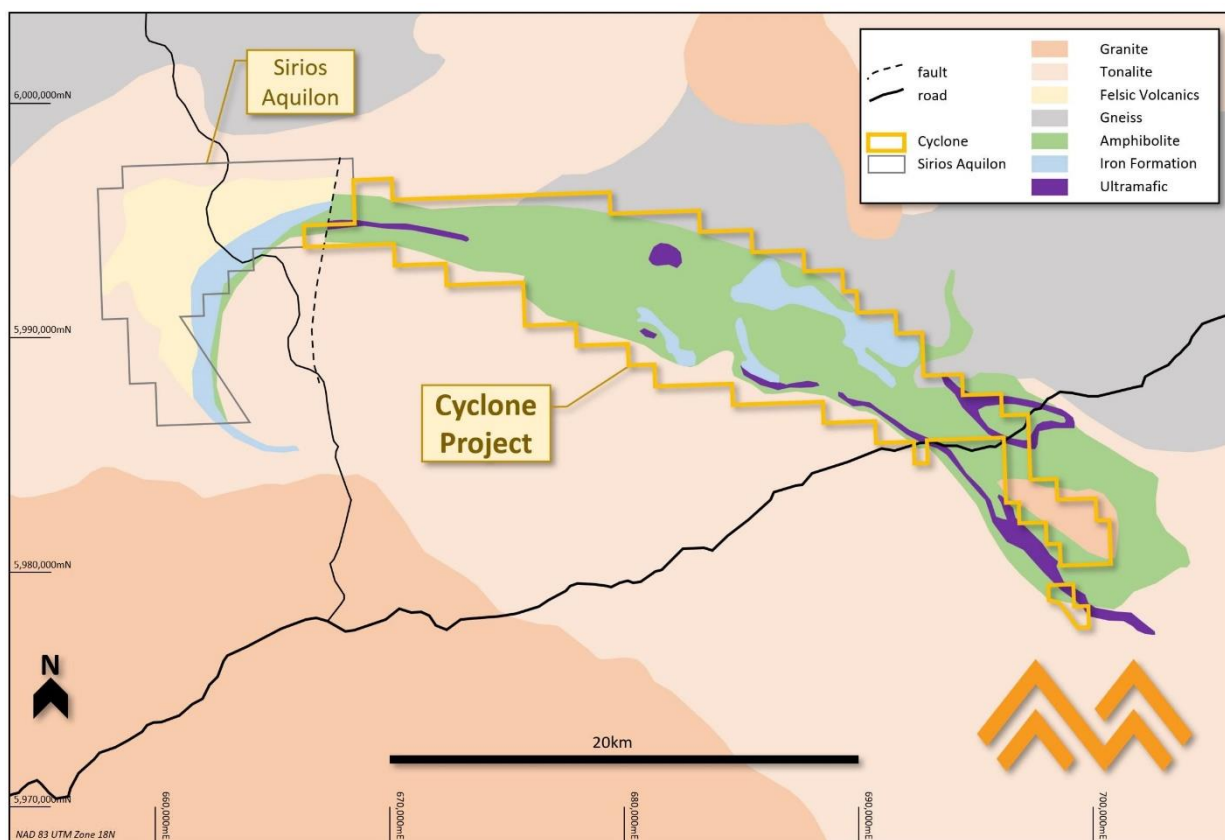 Sirios
Aquilon
fault
road
Cyclone
Sirios Aquilon
Granite
Tonalite
Felsic Volcanics
Gneiss
Amphibolite
Iron Formation
Ultramafic
6,000,000mN
5,990,000mN
Cyclone
Project
5,980,000mN
N
20km
5,970,000mN
660,000mE
670,000mE
680,000mE
690,000mE
700,000mE
NAD 83 UTM Zone 18N